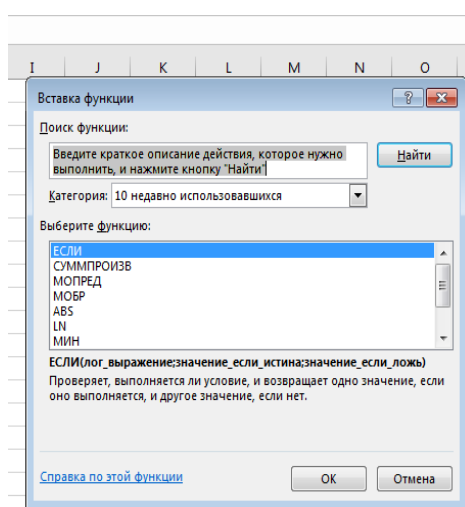 I J K L M N O
Вставка функции
Поиск функции:
Введите краткое описание действия, которое нужно
выполнить, и нажмите кнопку "Найти"
Найти
Категория: 10 недавно использовавшихся
Выберите функцию:
ЕСЛИ
СУММПРОИЗВ
МОПРЕД
МОБР
ABS
LN
МИН
ЕСЛИ(лог_выражение;значение_если_истина;значение_если_ложь)
Проверяет, выполняется ли условие, и возвращает одно значение, если
оно выполняется, и другое значение, если нет.
Справка по этой функции
ОК
Отмена